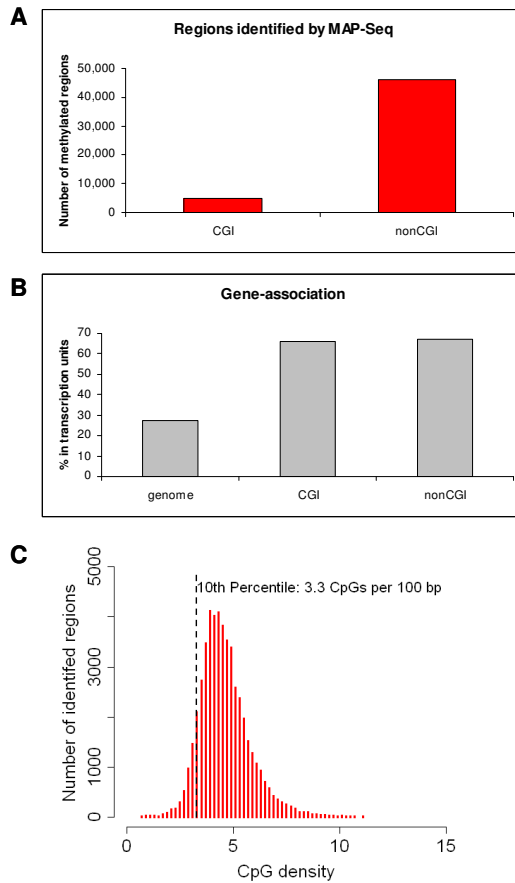 A
Regions identified by MAP-Seq
Number of methylated regions
50,000
40,000
30,000
20,000
10,000
0
CGI
nonCGI
B
Gene-association
% in transcription units
70
60
50
40
30
20
10
0
genome
CGI
nonCGI
C
10th Percentile: 3.3 CpGs per 100 bp
Number of identifed regions
5000
3000
1000
0
0
5
10
15
CpG density